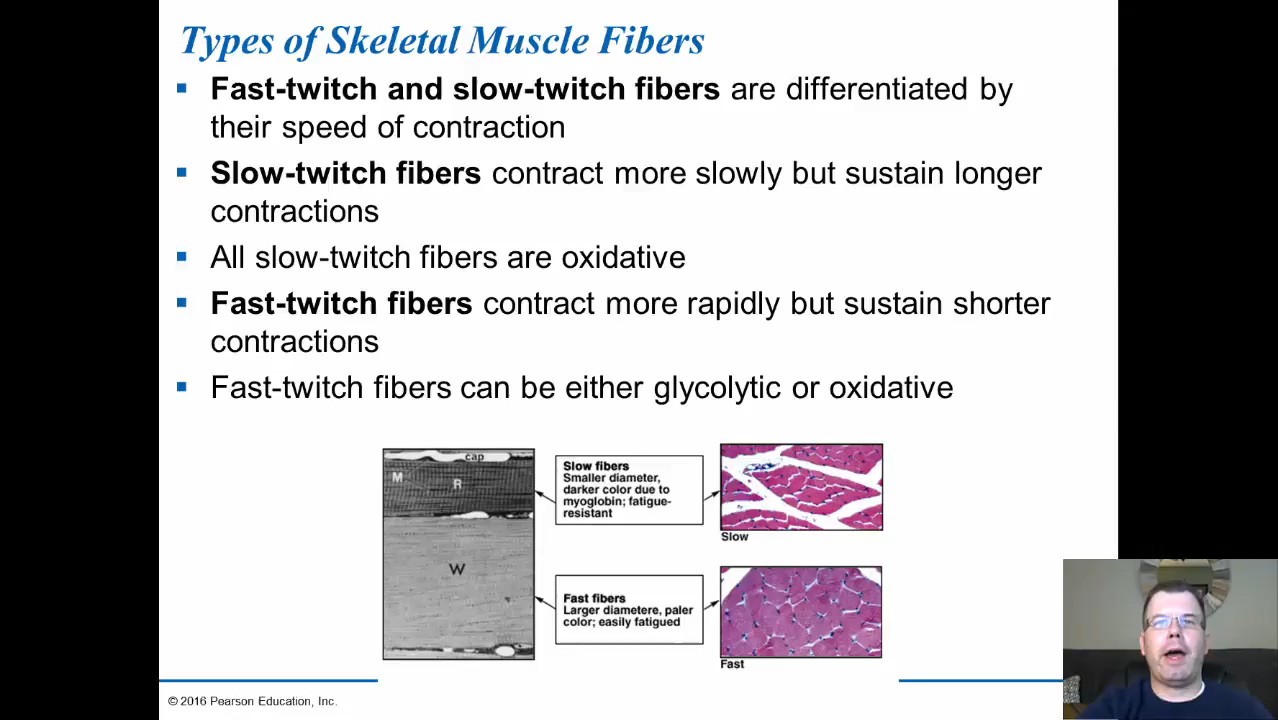 Types of Skeletal Muscle Fibers
▪ Fast-twitch and slow-twitch fibers are differentiated by
their speed of contraction
▪ Slow-twitch fibers contract more slowly but sustain longer
contractions
▪ All slow-twitch fibers are oxidative
▪ Fast-twitch fibers contract more rapidly but sustain shorter
contractions
▪ Fast-twitch fibers can be either glycolytic or oxidative
cap
M
R
W
Slow fibers
Smaller diameter,
darker color due to
myoglobin; fatigue-
resistant
Slow
Fast fibers
Larger diametere, paler
color; easily fatigued
Fast
© 2016 Pearson Education, Inc.